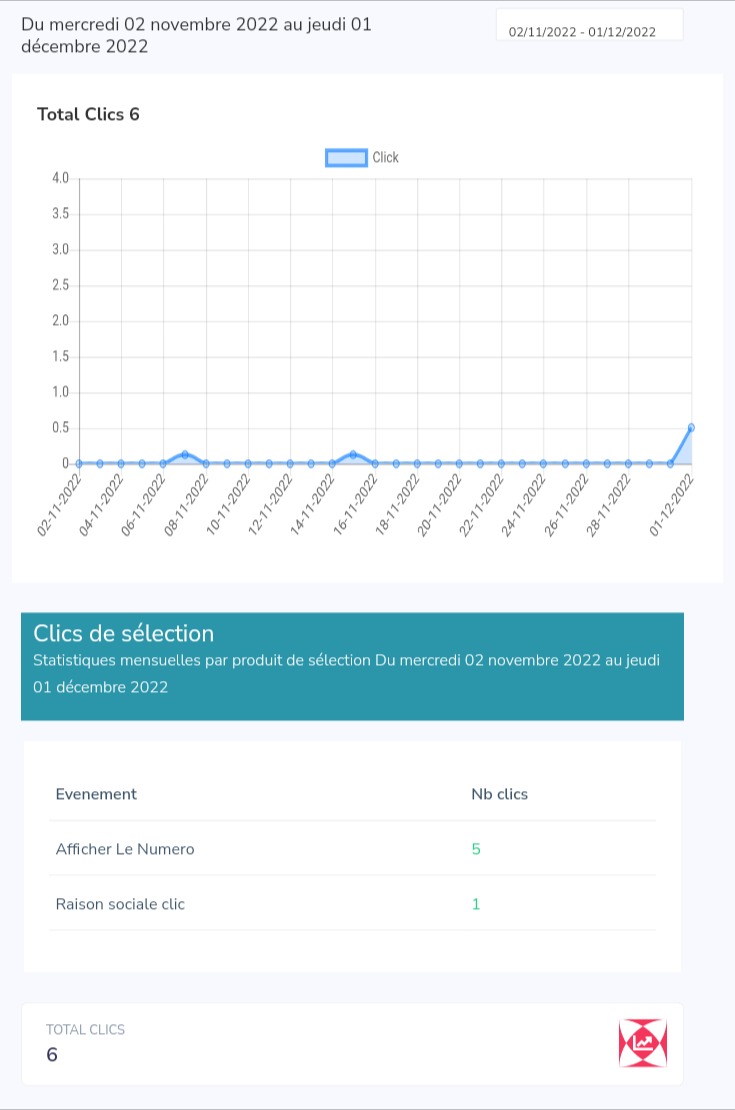 Du mercredi 02 novembre 2022 au jeudi 01
décembre 2022
02/11/2022 - 01/12/2022
Total Clics 6
Click
4.0
3.5
3.0
2.5
2.0
1.5
1.0
0.5
0
02-11-2022
04-11-2022
06-11-2022
08-11-2022
10-11-2022
12-11-2022
14-11-2022
16-11-2022
18-11-2022
20-11-2022
22-11-2022
24-11-2022
26-11-2022
28-11-2022
01-12-2022
Clics de sélection
Statistiques mensuelles par produit de sélection Du mercredi 02 novembre 2022 au jeudi
01 décembre 2022
Evenement Nb clics
Afficher Le Numero 5
Raison sociale clic 1
TOTAL CLICS
6